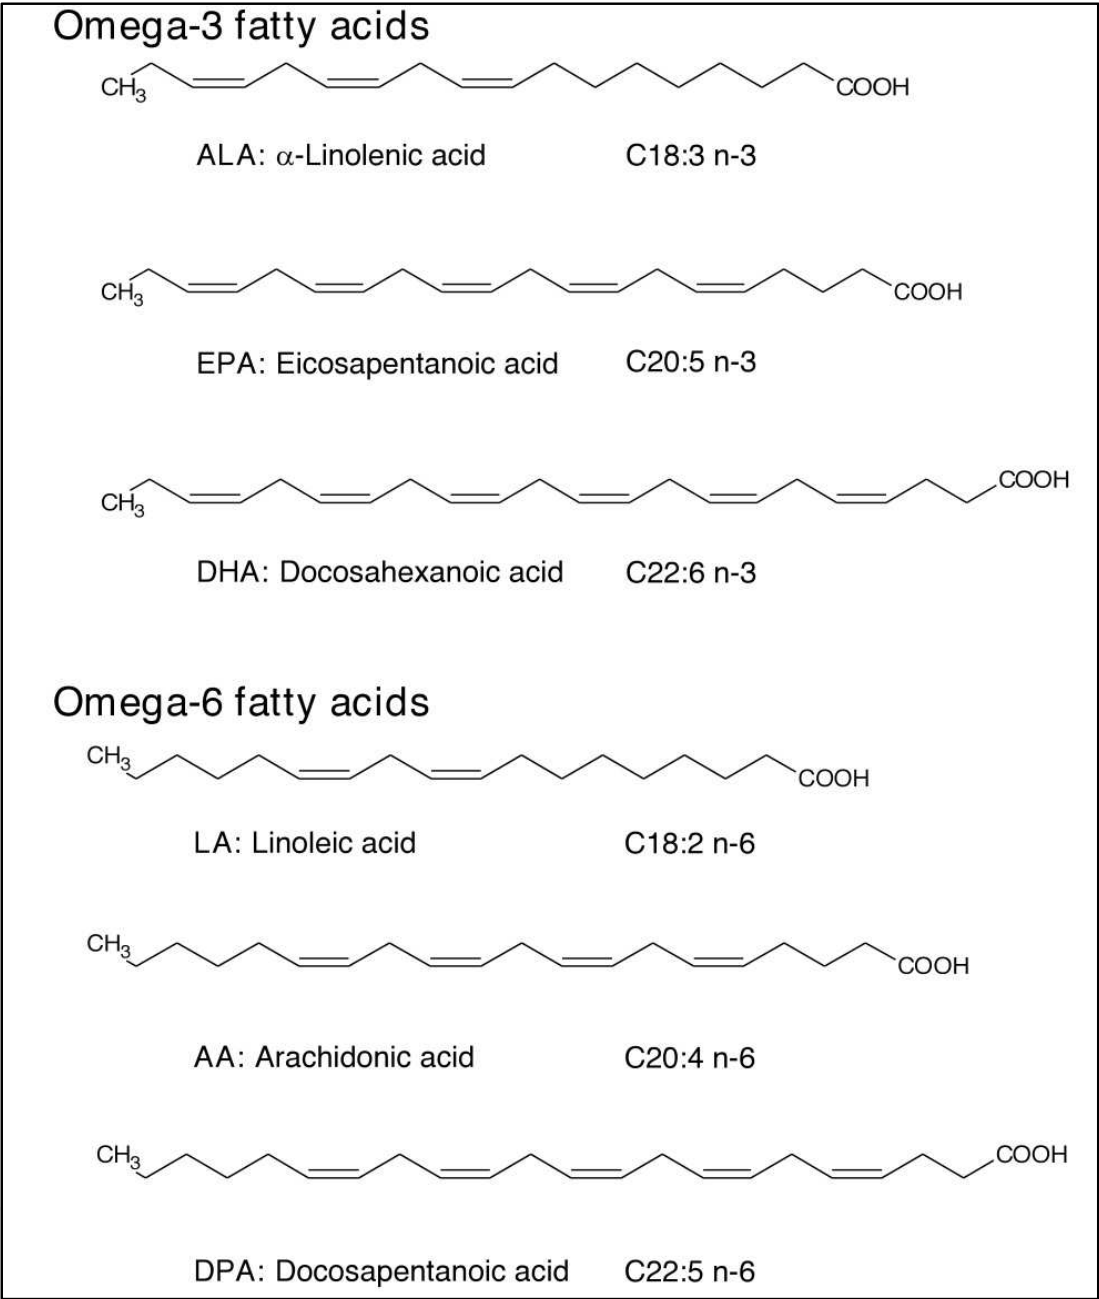 Omega-3 fatty acids
CH3 COOH
ALA: α-Linolenic acid C18:3 n-3
CH3 COOH
EPA: Eicosapentanoic acid C20:5 n-3
CH3 COOH
DHA: Docosahexanoic acid C22:6 n-3
Omega-6 fatty acids
CH3 COOH
LA: Linoleic acid C18:2 n-6
CH3 COOH
AA: Arachidonic acid C20:4 n-6
CH3 COOH
DPA: Docosapentanoic acid C22:5 n-6